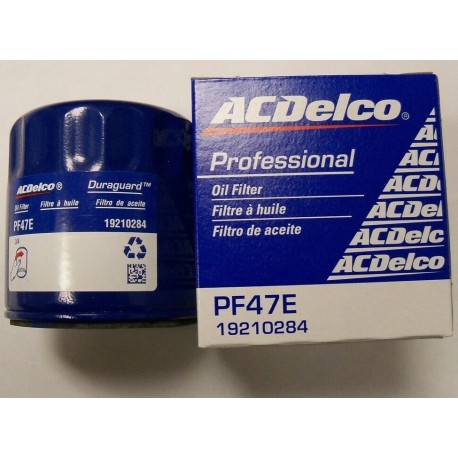 ACDelco® Duraguard™
Oil Filter Filtre à huile Filtro de aceite
PF47E 19210284
ACDelco®
Professional
Oil Filter
Filtre à huile
Filtro de aceite
ACDelco
ACDelco
ACDelco
ACDelco
PF47E
19210284